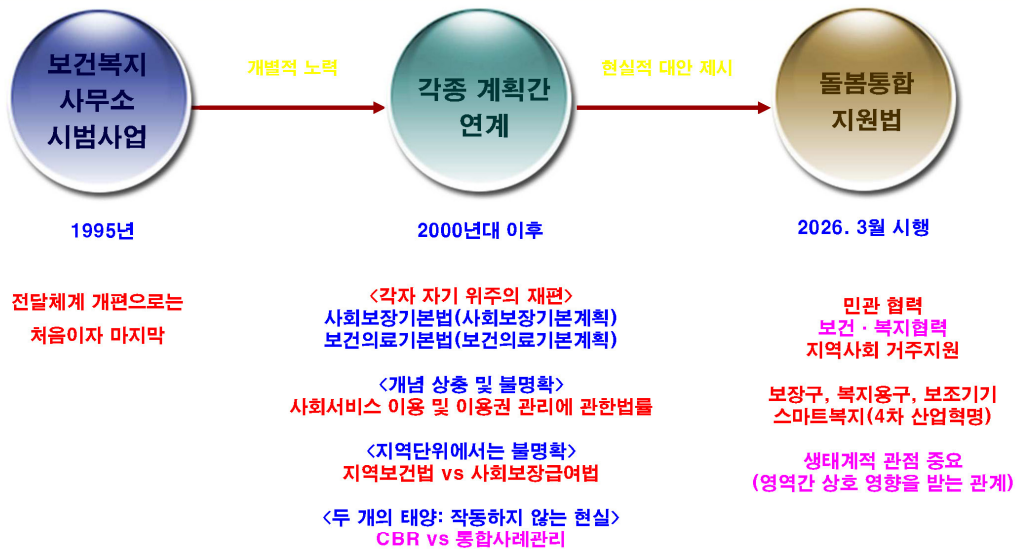 보건복지
사무소
시범사업
개별적 노력
각종 계획간
연계
현실적 대안 제시
돌봄통합
지원법
1995년
2000년대 이후
2026. 3월 시행
전달체계 개편으로는
처음이자 마지막
<각자 자기 위주의 재편>
사회보장기본법(사회보장기본계획)
보건의료기본법(보건의료기본계획)
<개념 상충 및 불명확>
사회서비스 이용 및 이용권 관리에 관한법률
<지역단위에서는 불명확>
지역보건법 vs 사회보장급여법
<두 개의 태양: 작동하지 않는 현실>
CBR vs 통합사례관리
민관 협력
보건 · 복지협력
지역사회 거주지원
보장구, 복지용구, 보조기기
스마트복지(4차 산업혁명)
생태계적 관점 중요
(영역간 상호 영향을 받는 관계)